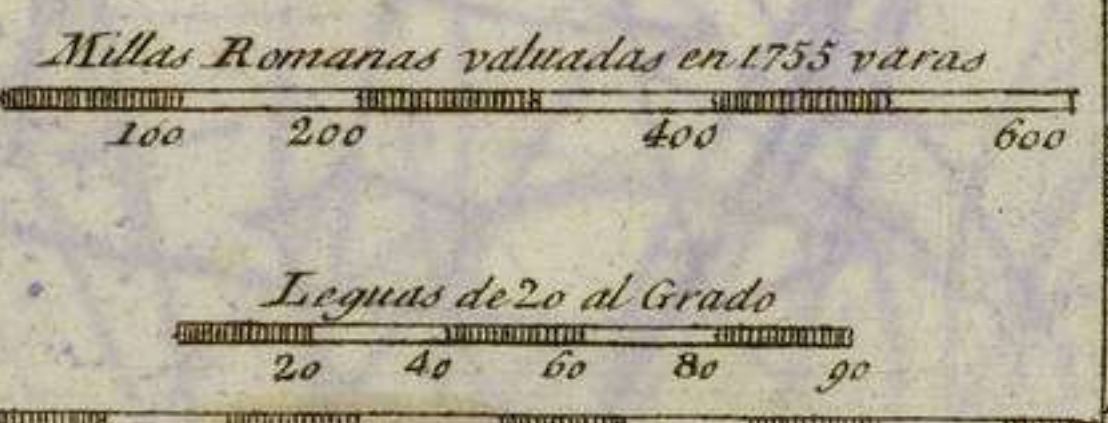 Millas Romanas valuadas en 1755 varas
100 200 400 600
Leguas de 20 al Grado
20 40 60 80 90